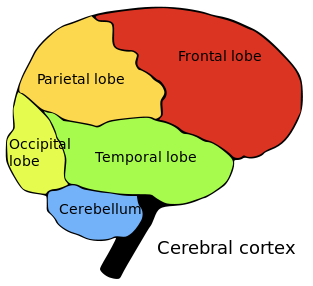 Frontal lobe
Parietal lobe
Occipital
lobe
Temporal lobe
Cerebellum
Cerebral cortex